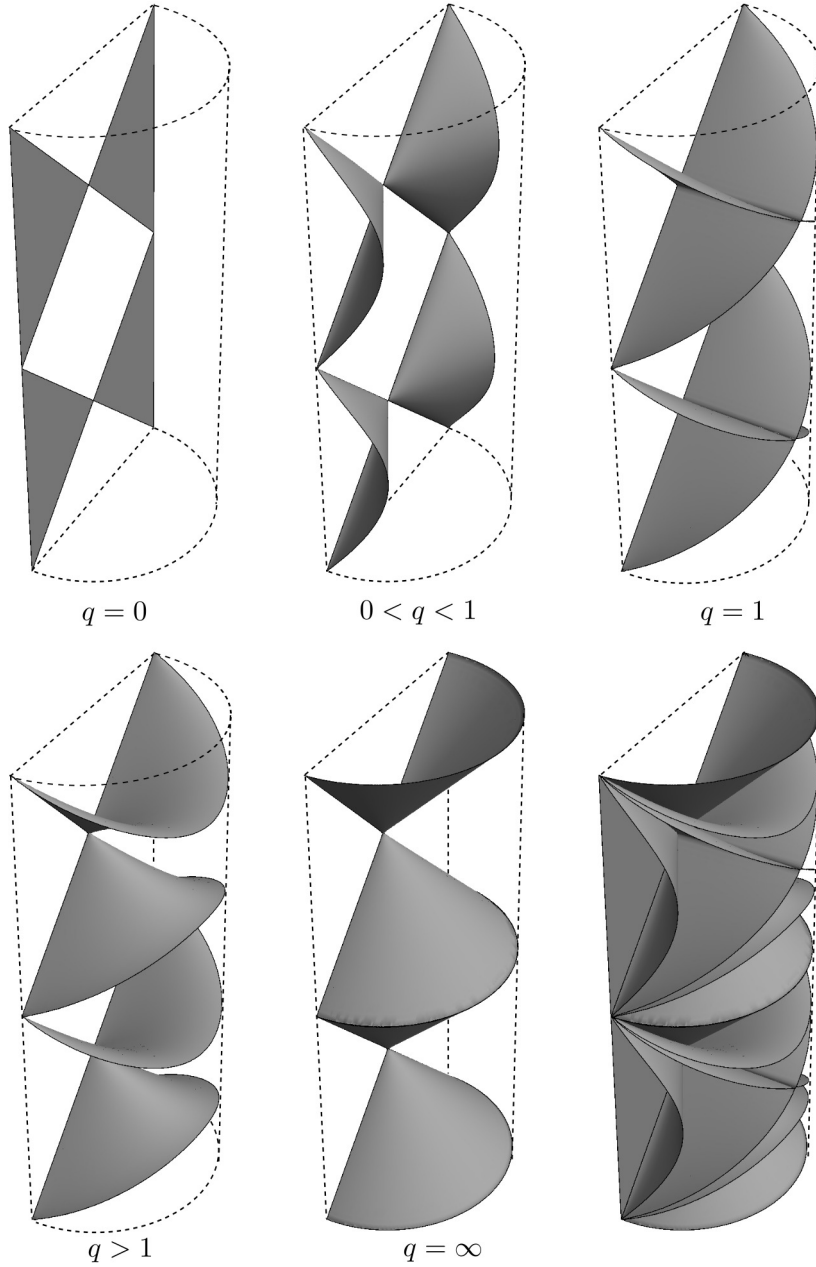 q = 0
0 < q < 1
q = 1
q > 1
q = ∞